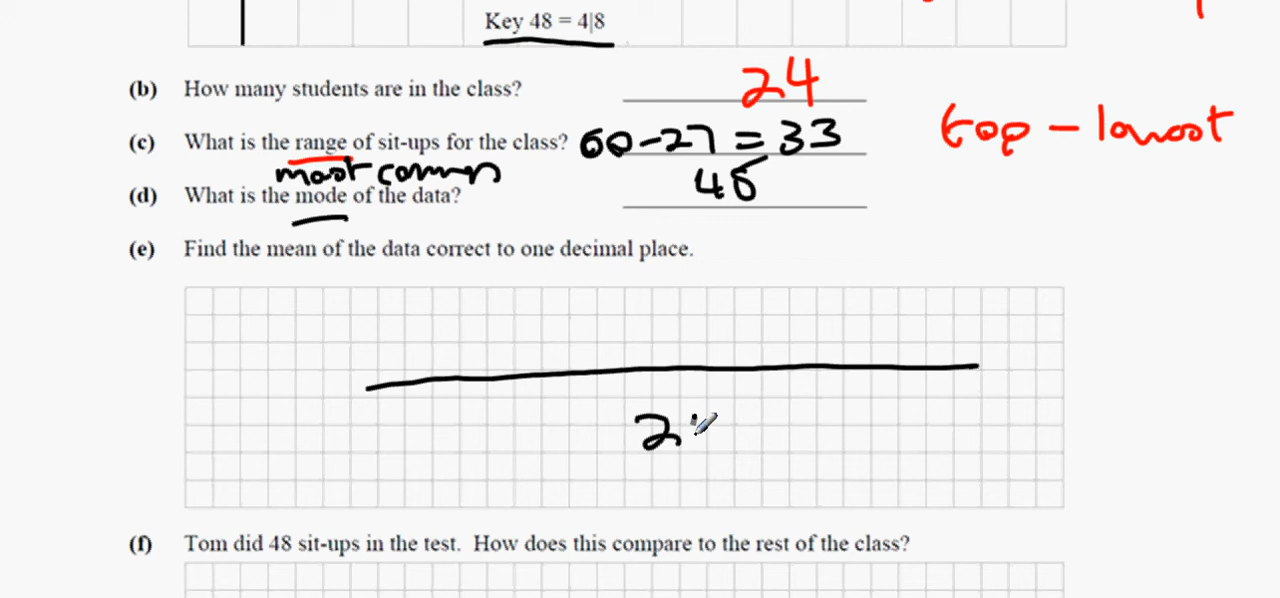 Key 48 = 4|8
(b) How many students are in the class? 24
(c) What is the range of sit-ups for the class? 60-27 = 33
top - lowest
most common
(d) What is the mode of the data? 45
(e) Find the mean of the data correct to one decimal place.
2
(f) Tom did 48 sit-ups in the test. How does this compare to the rest of the class?